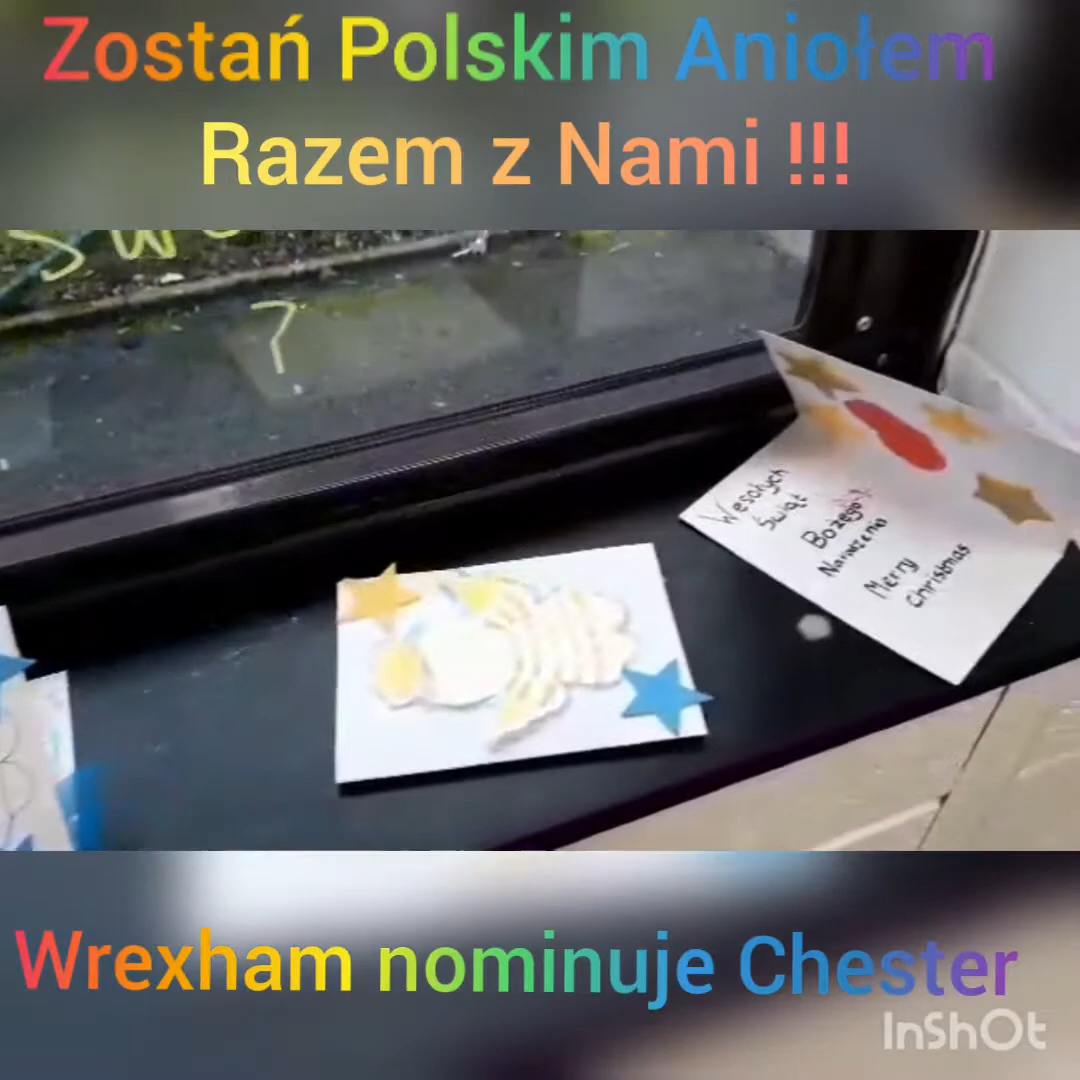 Zostań Polskim Aniołem
Razem z Nami !!!
?
Wesołych
Świąt
Bożego
Narodzenia
Merry
Christmas
Wrexham nominuje Chester
InShOt